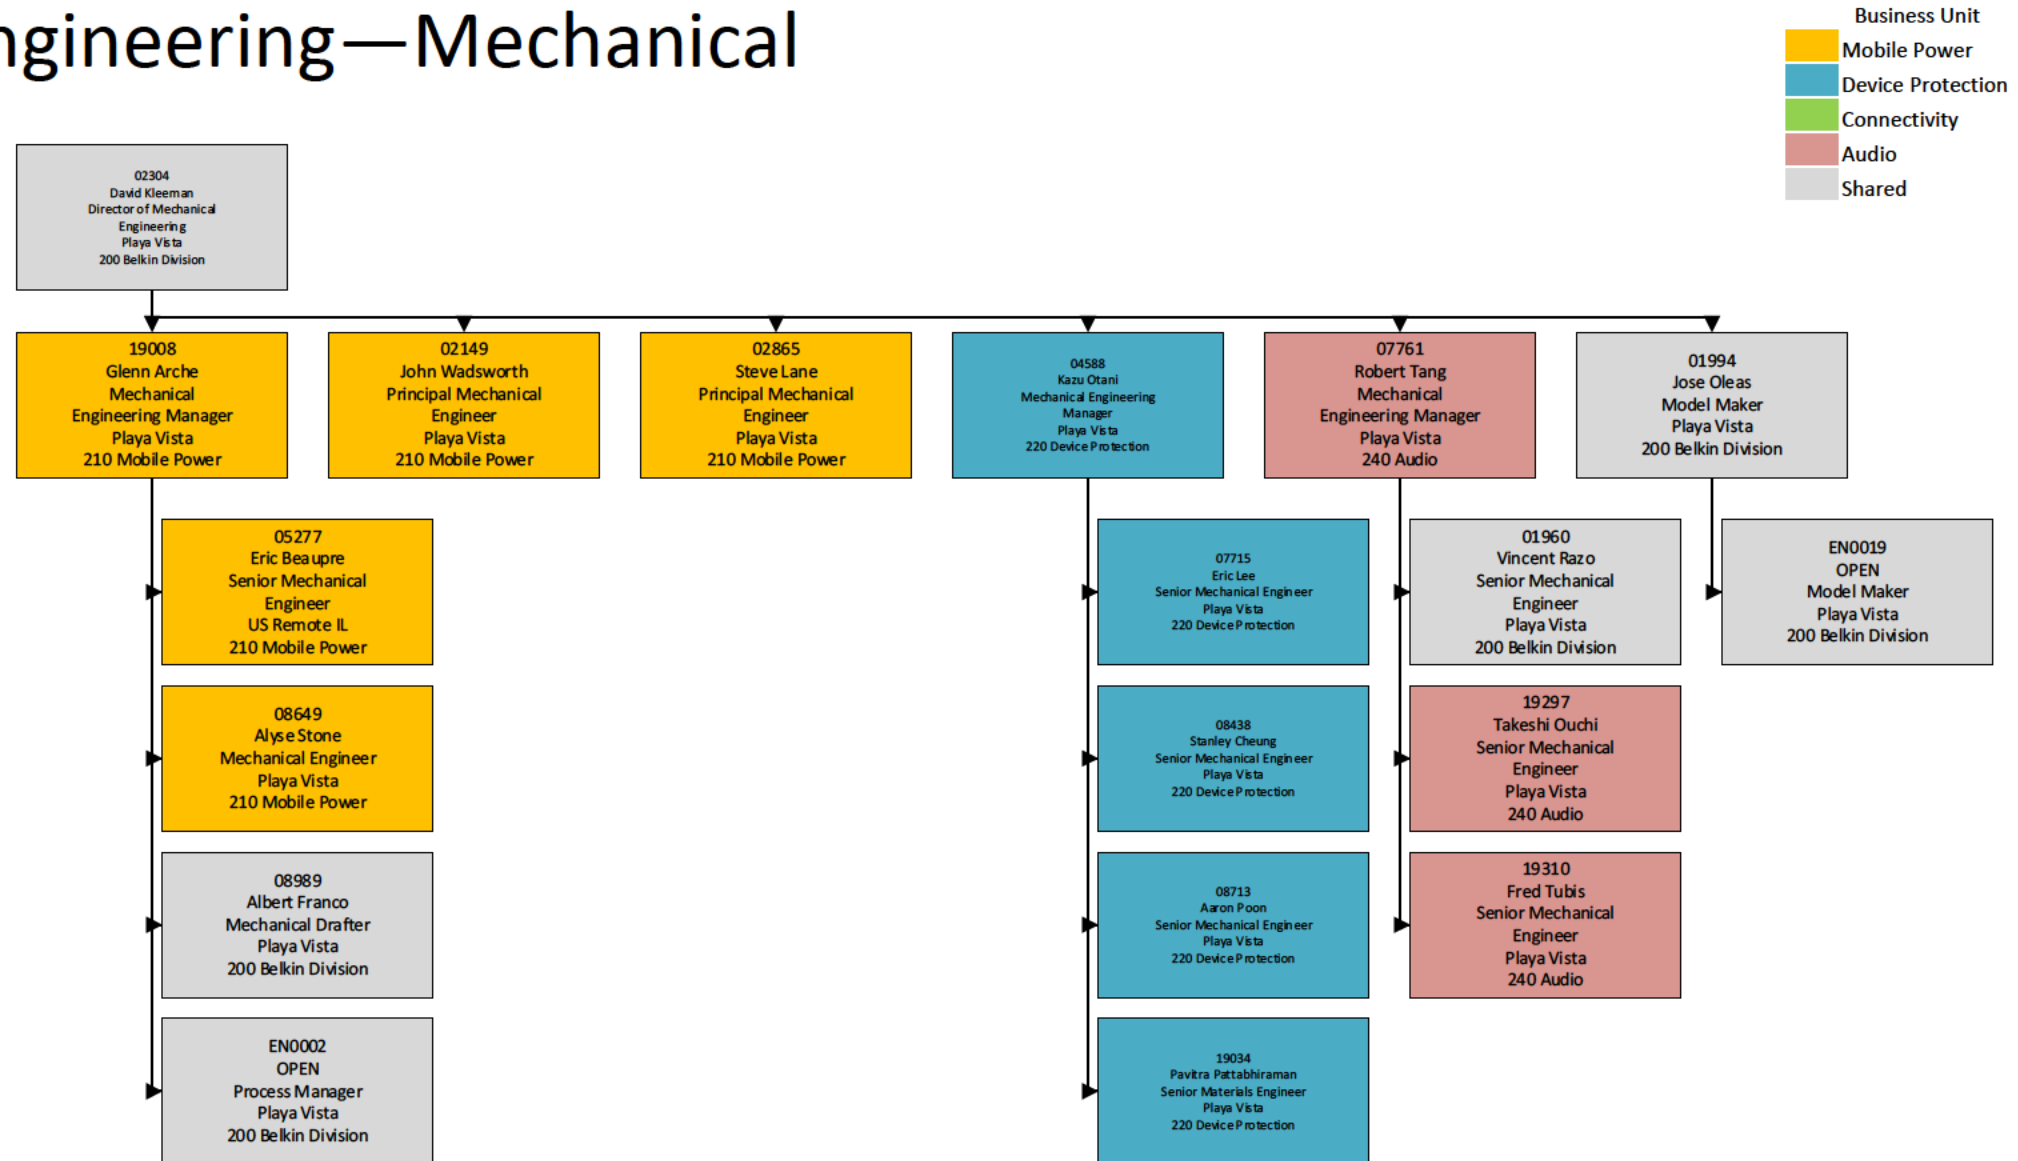 ngineering—Mechanical
Business Unit
Mobile Power
Device Protection
Connectivity
Audio
Shared
02304
David Kleeman
Director of Mechanical
Engineering
Playa Vista
200 Belkin Division
19008
Glenn Arche
Mechanical
Engineering Manager
Playa Vista
210 Mobile Power
02149
John Wadsworth
Principal Mechanical
Engineer
Playa Vista
210 Mobile Power
02865
Steve Lane
Principal Mechanical
Engineer
Playa Vista
210 Mobile Power
04588
Kazu Otani
Mechanical Engineering
Manager
Playa Vista
220 Device Protection
07761
Robert Tang
Mechanical
Engineering Manager
Playa Vista
240 Audio
01994
Jose Oleas
Model Maker
Playa Vista
200 Belkin Division
05277
Eric Beaupre
Senior Mechanical
Engineer
US Remote IL
210 Mobile Power
08649
Alyse Stone
Mechanical Engineer
Playa Vista
210 Mobile Power
08989
Albert Franco
Mechanical Drafter
Playa Vista
200 Belkin Division
EN0002
OPEN
Process Manager
Playa Vista
200 Belkin Division
07715
Eric Lee
Senior Mechanical Engineer
Playa Vista
220 Device Protection
08438
Stanley Cheung
Senior Mechanical Engineer
Playa Vista
220 Device Protection
08713
Aaron Poon
Senior Mechanical Engineer
Playa Vista
220 Device Protection
19034
Pavitra Pattabhiraman
Senior Materials Engineer
Playa Vista
220 Device Protection
01960
Vincent Razo
Senior Mechanical
Engineer
Playa Vista
200 Belkin Division
19297
Takeshi Ouchi
Senior Mechanical
Engineer
Playa Vista
240 Audio
19310
Fred Tubis
Senior Mechanical
Engineer
Playa Vista
240 Audio
EN0019
OPEN
Model Maker
Playa Vista
200 Belkin Division